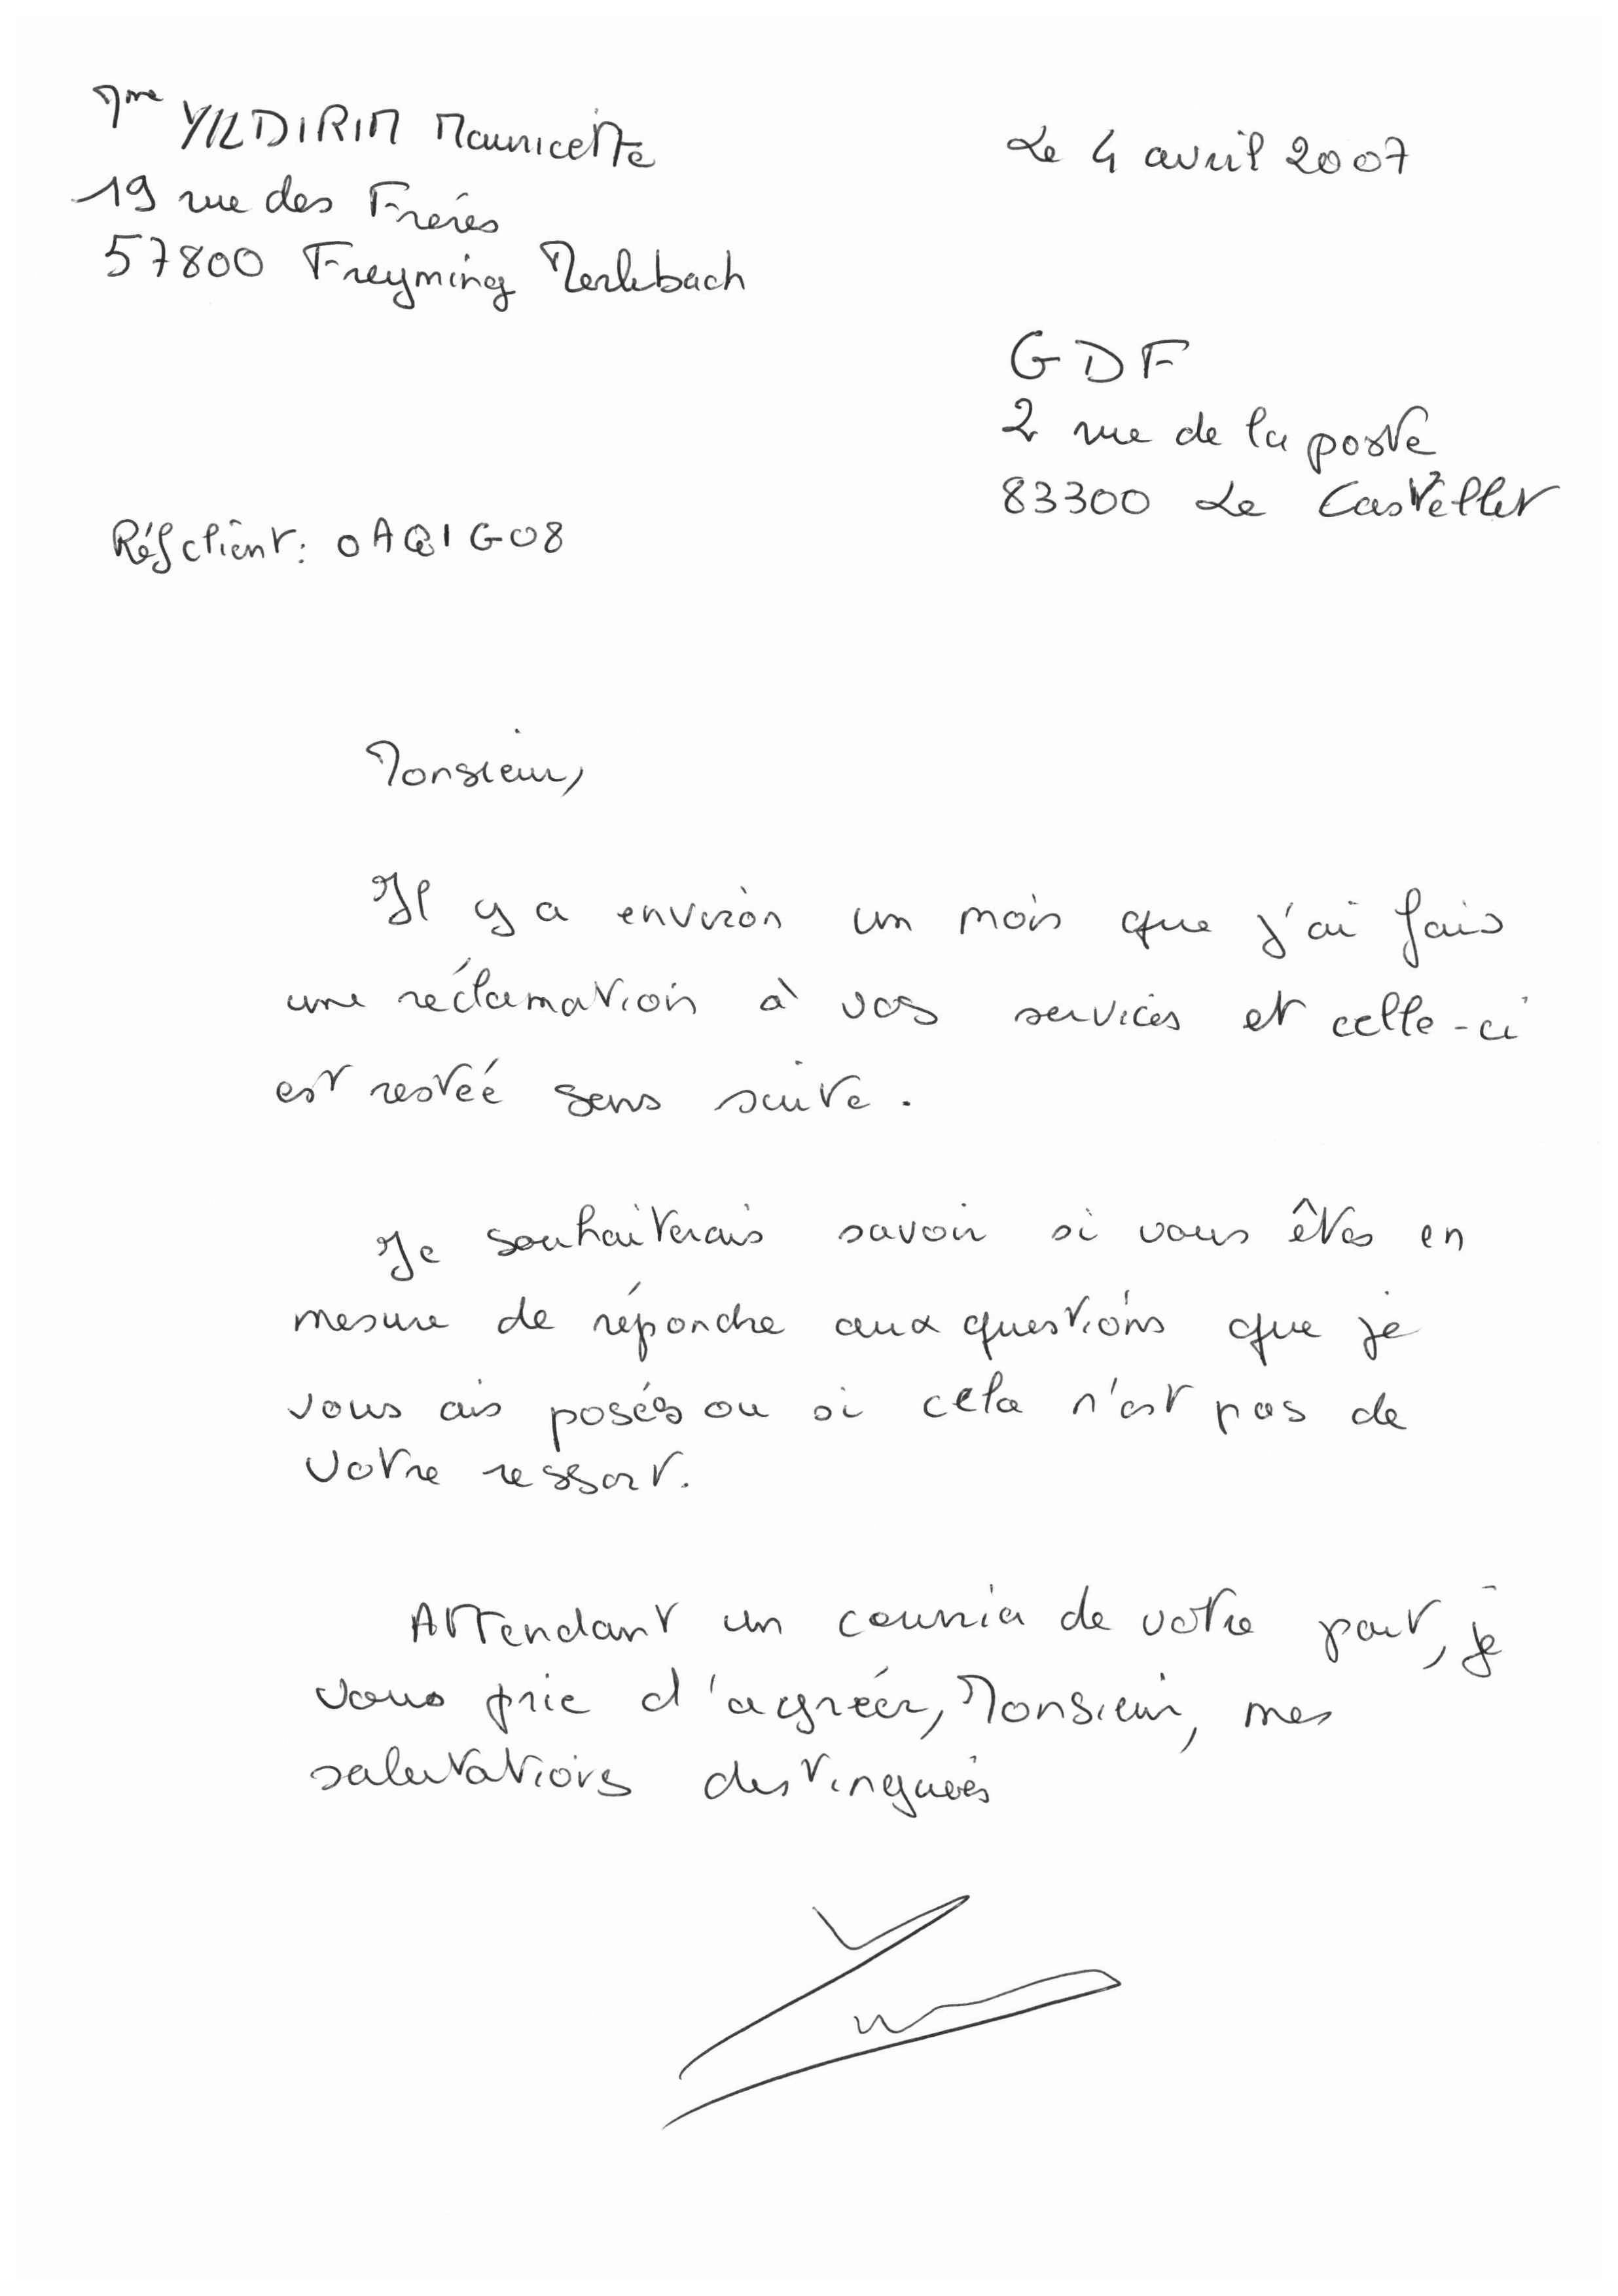 Mme YILDIRIM Mauricette
19 rue des Frères
57800 Freyming Merlebach
Le 4 avril 2007
GDF
2 rue de la poste
83300 Le Castellet
Réf client : 0AQ1G08
Monsieur,
Il y a environ un mois que j'ai fais
une réclamation à vos services et celle-ci
est restée sans suite.
Je souhaiterais savoir si vous êtes en
mesure de répondre aux questions que je
vous ais posés ou si cela n'est pas de
votre ressort.
Attendant un courrier de votre part, je
vous prie d'agréer, Monsieur, mes
salutations destinguées